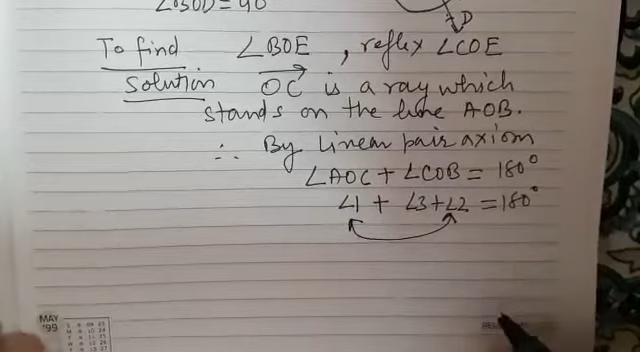 ∠BOD = 40
D
To find ∠BOE , reflex ∠COE
Solution OC is a ray which
stands on the line AOB.
∴ By linear pair axiom
∠AOC + ∠COB = 180°
∠1 + ∠3 + ∠2 = 180°
MAY
'99